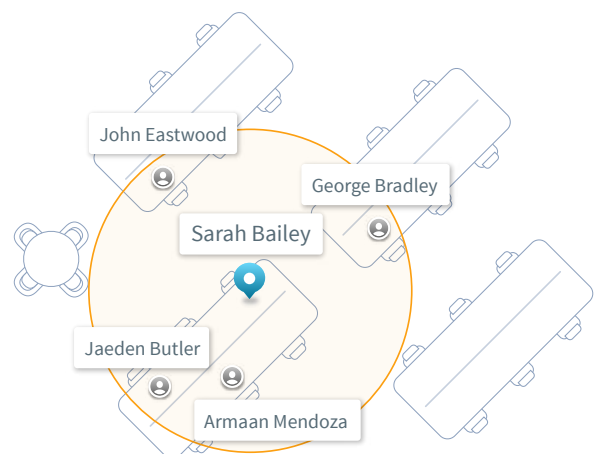 John Eastwood
George Bradley
Sarah Bailey
Jaeden Butler
Armaan Mendoza